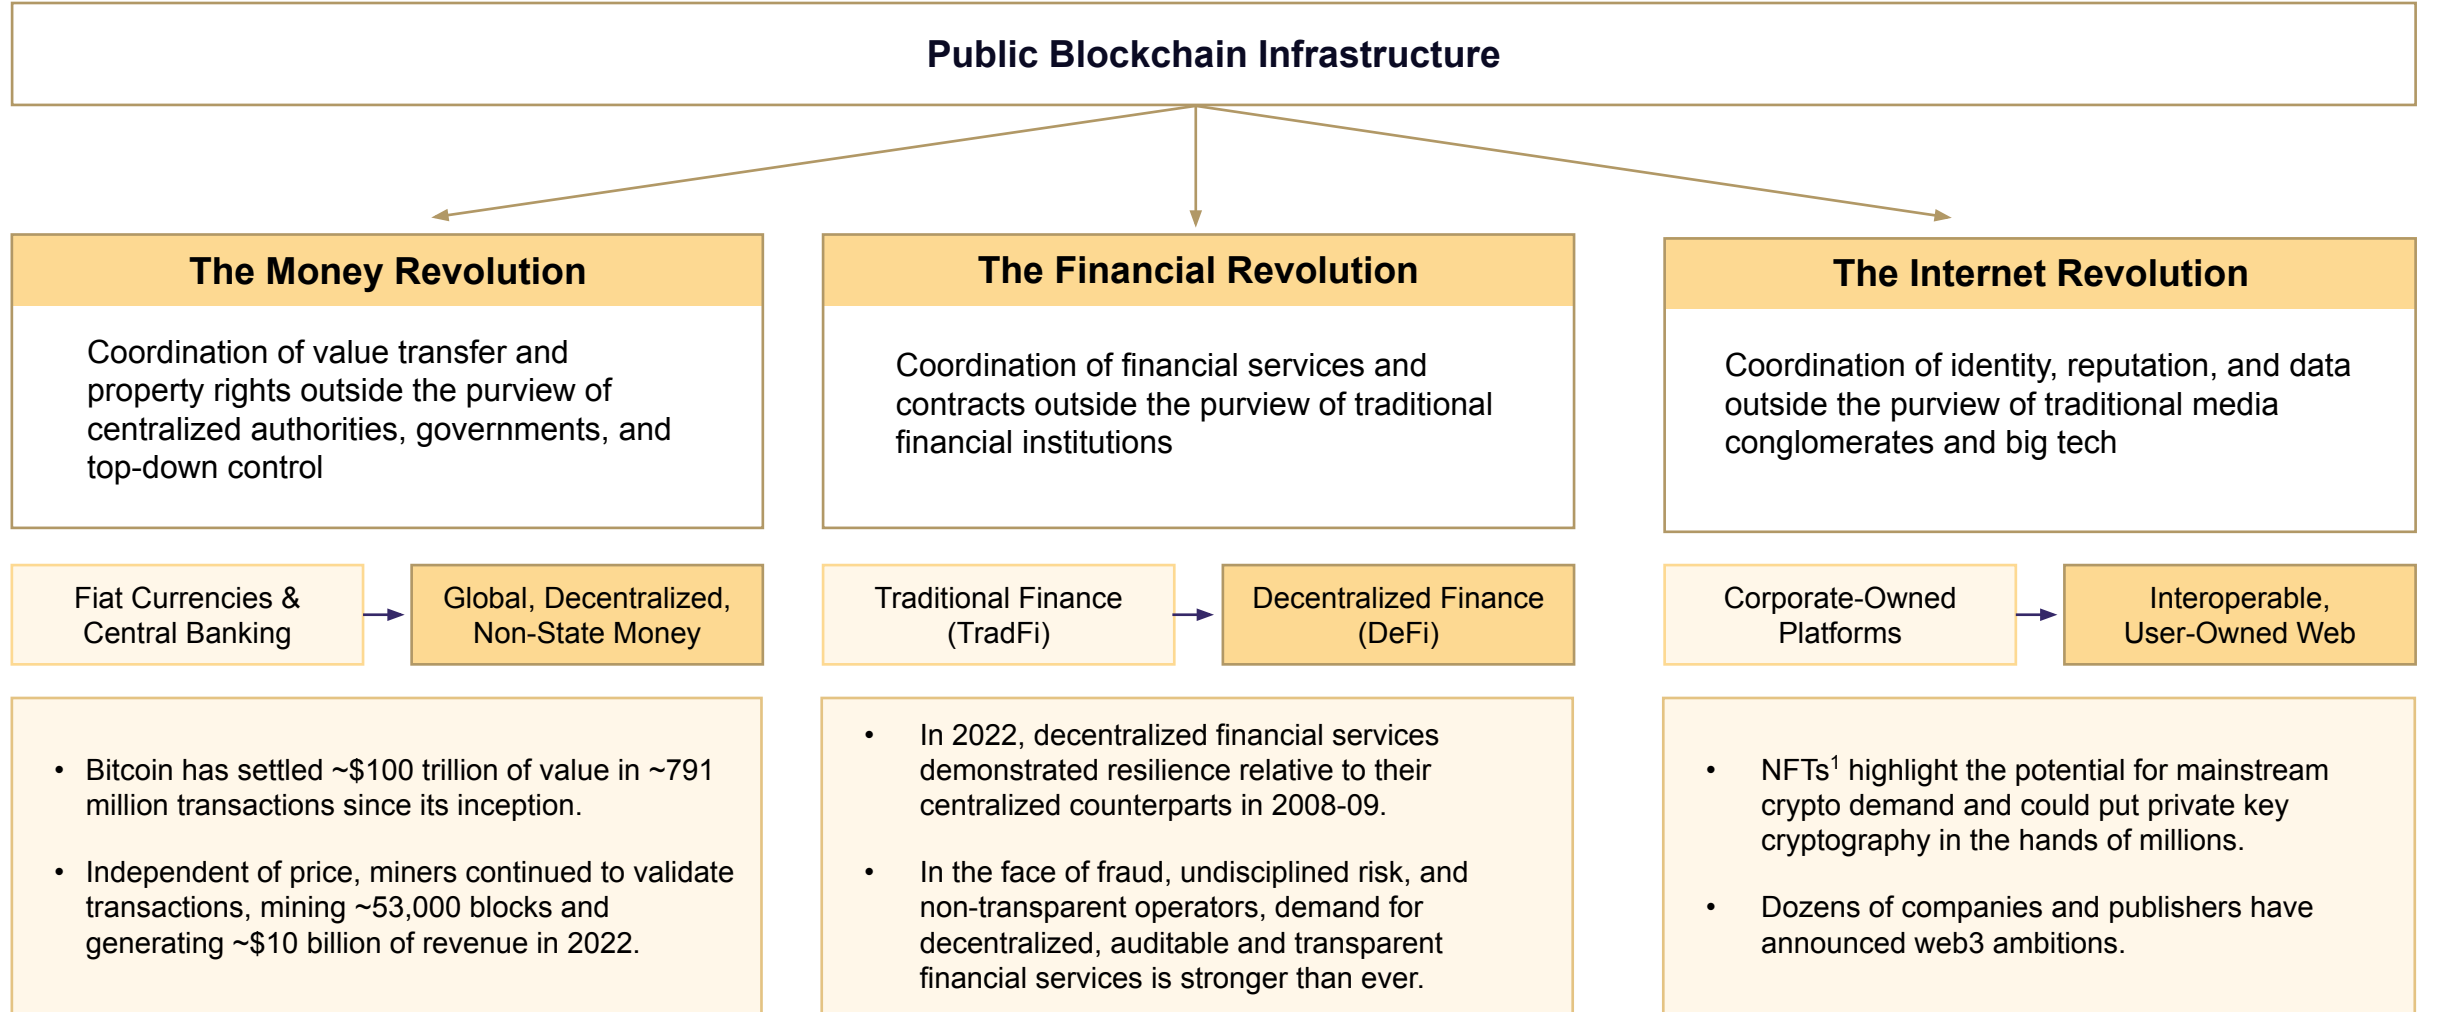 Public Blockchain Infrastructure
The Money Revolution
Coordination of value transfer and
property rights outside the purview of
centralized authorities, governments, and
top-down control
Fiat Currencies &
Central Banking
Global, Decentralized,
Non-State Money
• Bitcoin has settled ~$100 trillion of value in ~791
million transactions since its inception.
• Independent of price, miners continued to validate
transactions, mining ~53,000 blocks and
generating ~$10 billion of revenue in 2022.
The Financial Revolution
Coordination of financial services and
contracts outside the purview of traditional
financial institutions
Traditional Finance
(TradFi)
Decentralized Finance
(DeFi)
• In 2022, decentralized financial services
demonstrated resilience relative to their
centralized counterparts in 2008-09.
• In the face of fraud, undisciplined risk, and
non-transparent operators, demand for
decentralized, auditable and transparent
financial services is stronger than ever.
The Internet Revolution
Coordination of identity, reputation, and data
outside the purview of traditional media
conglomerates and big tech
Corporate-Owned
Platforms
Interoperable,
User-Owned Web
• NFTs¹ highlight the potential for mainstream
crypto demand and could put private key
cryptography in the hands of millions.
• Dozens of companies and publishers have
announced web3 ambitions.